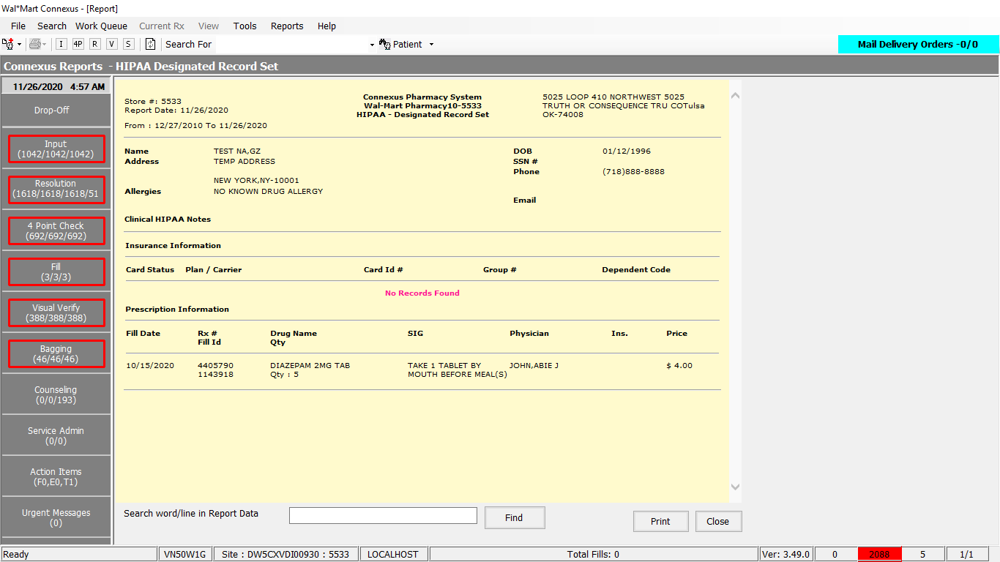 Wal*Mart Connexus - [Report]
File Search Work Queue Current Rx View Tools Reports Help
I 4P R V S Search For Patient Mail Delivery Orders -0/0
Connexus Reports - HIPAA Designated Record Set
11/26/2020 4:57 AM
Drop-Off
Input
(1042/1042/1042)
Resolution
(1618/1618/1618/51
4 Point Check
(692/692/692)
Fill
(3/3/3)
Visual Verify
(388/388/388)
Bagging
(46/46/46)
Counseling
(0/0/193)
Service Admin
(0/0)
Action Items
(F0,E0,T1)
Urgent Messages
(0)
Store #: 5533
Report Date: 11/26/2020
From : 12/27/2010 To 11/26/2020
Connexus Pharmacy System
Wal-Mart Pharmacy10-5533
HIPAA - Designated Record Set
5025 LOOP 410 NORTHWEST 5025
TRUTH OR CONSEQUENCE TRU COTulsa
OK-74008
Name TEST NA,GZ DOB 01/12/1996
Address TEMP ADDRESS SSN #
Phone (718)888-8888
NEW YORK,NY-10001
Allergies NO KNOWN DRUG ALLERGY
Email
Clinical HIPAA Notes
Insurance Information
Card Status Plan / Carrier Card Id # Group # Dependent Code
No Records Found
Prescription Information
Fill Date Rx # Drug Name SIG Physician Ins. Price
Fill Id Qty
10/15/2020 4405790 DIAZEPAM 2MG TAB TAKE 1 TABLET BY JOHN,ABIE J $ 4.00
1143918 Qty : 5 MOUTH BEFORE MEAL(S)
Search word/line in Report Data Find Print Close
Ready VN50W1G Site : DW5CXVDI00930 : 5533 LOCALHOST Total Fills: 0 Ver: 3.49.0 0 2088 5 1/1